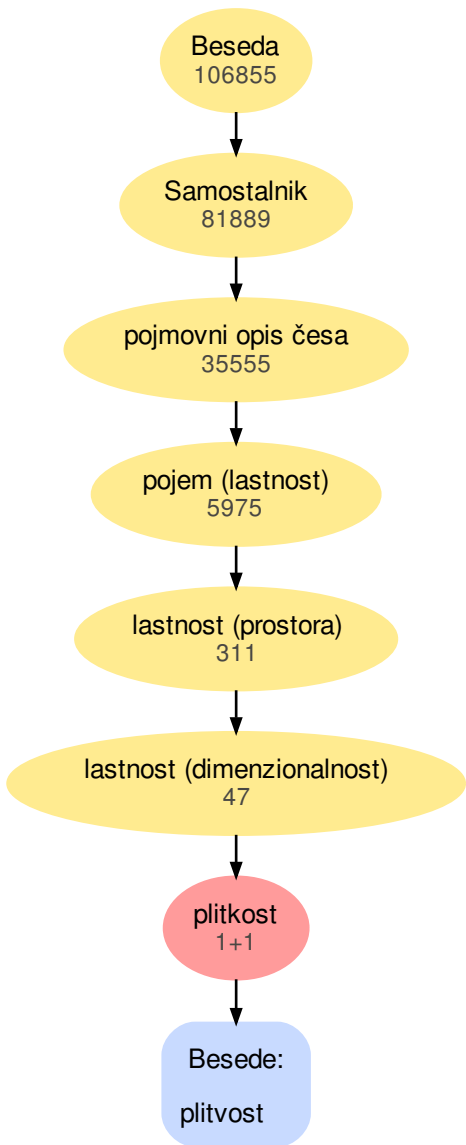 Beseda
106855
Samostalnik
81889
pojmovni opis česa
35555
pojem (lastnost)
5975
lastnost (prostora)
311
lastnost (dimenzionalnost)
47
plitkost
1+1
Besede:
plitvost